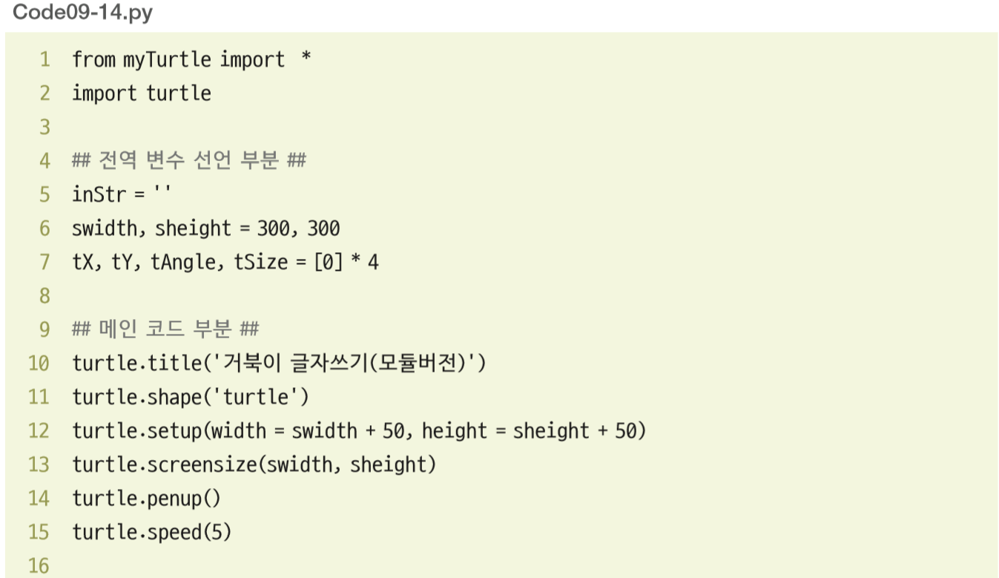 Code09-14.py
1 from myTurtle import *
2 import turtle
3
4 ## 전역 변수 선언 부분 ##
5 inStr = ''
6 swidth, sheight = 300, 300
7 tX, tY, tAngle, tSize = [0] * 4
8
9 ## 메인 코드 부분 ##
10 turtle.title('거북이 글자쓰기(모듈버전)')
11 turtle.shape('turtle')
12 turtle.setup(width = swidth + 50, height = sheight + 50)
13 turtle.screensize(swidth, sheight)
14 turtle.penup()
15 turtle.speed(5)
16